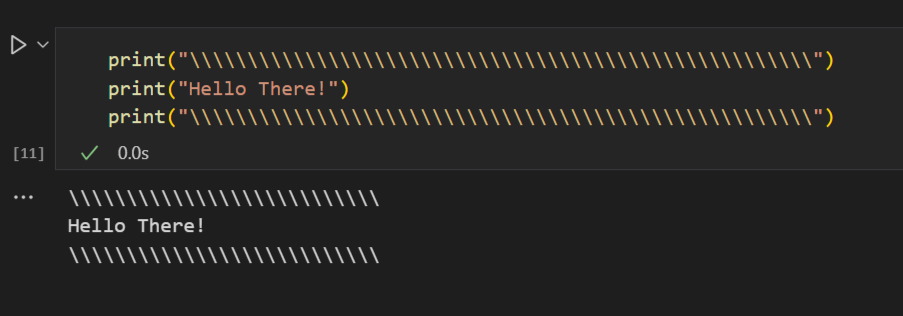 print("\\\\\\\\\\\\\\\\\\\\\\\\\\\\\\\\\\\\\\\\\\\\\\\\\\\\\\")
print("Hello There!")
print("\\\\\\\\\\\\\\\\\\\\\\\\\\\\\\\\\\\\\\\\\\\\\\\\\\\\\\")
[11] ✓ 0.0s
... \\\\\\\\\\\\\\\\\\\\\\\\\\\
Hello There!
\\\\\\\\\\\\\\\\\\\\\\\\\\\